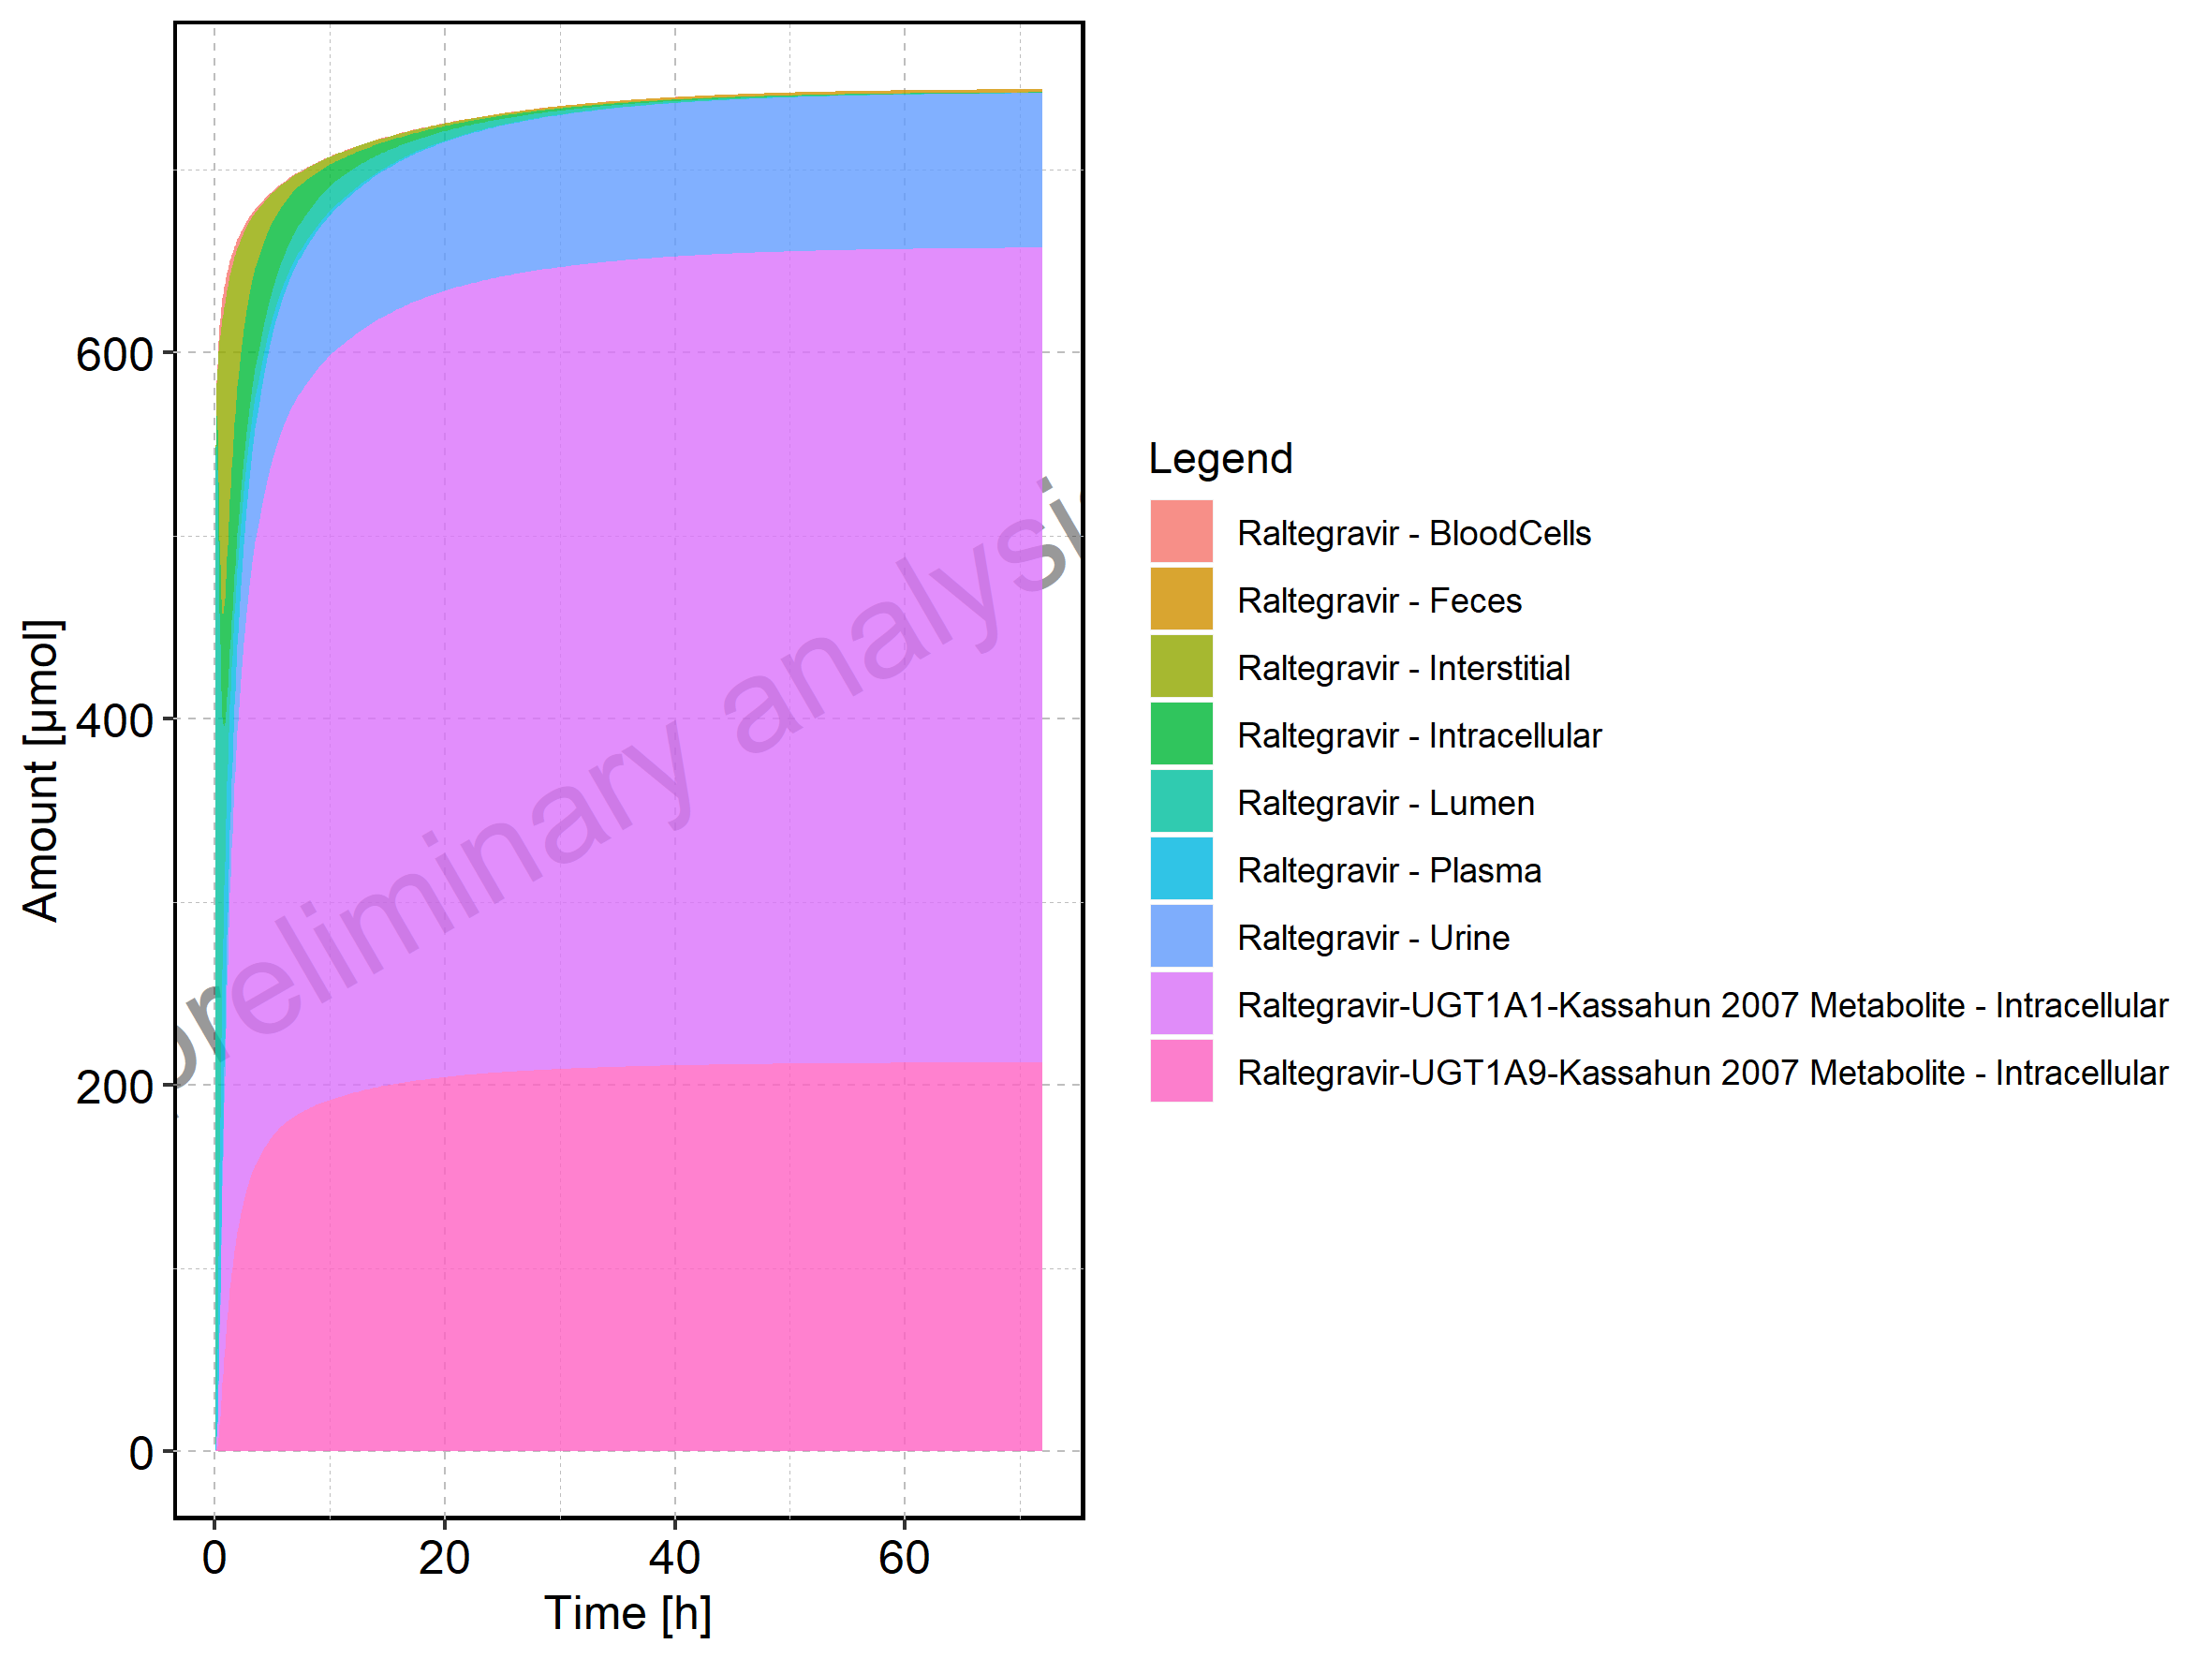 600
400
200
0
0 20 40 60
Time [h]
Amount [µmol]
preliminary analysis
Legend
Raltegravir - BloodCells
Raltegravir - Feces
Raltegravir - Interstitial
Raltegravir - Intracellular
Raltegravir - Lumen
Raltegravir - Plasma
Raltegravir - Urine
Raltegravir-UGT1A1-Kassahun 2007 Metabolite - Intracellular
Raltegravir-UGT1A9-Kassahun 2007 Metabolite - Intracellular